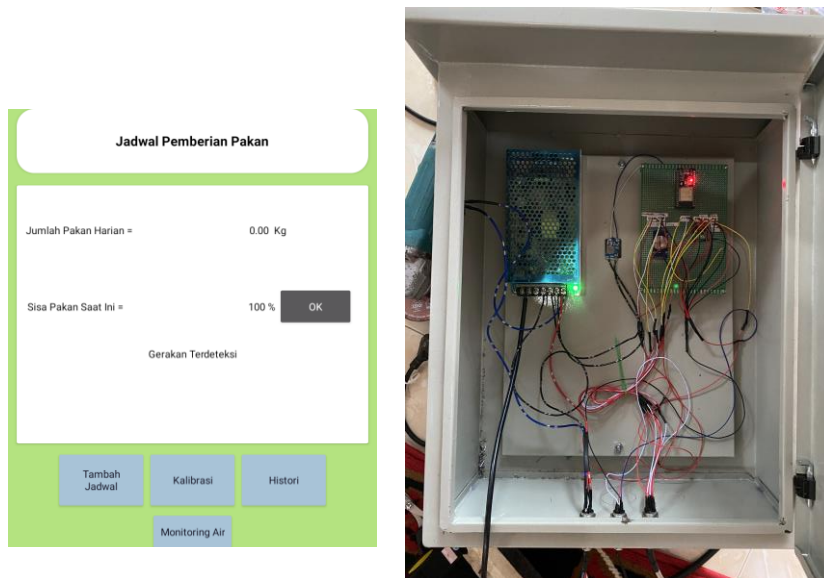 Jadwal Pemberian Pakan
Jumlah Pakan Harian = 0.00 Kg
Sisa Pakan Saat Ini = 100 % OK
Gerakan Terdeteksi
Tambah
Jadwal
Kalibrasi
Histori
Monitoring Air